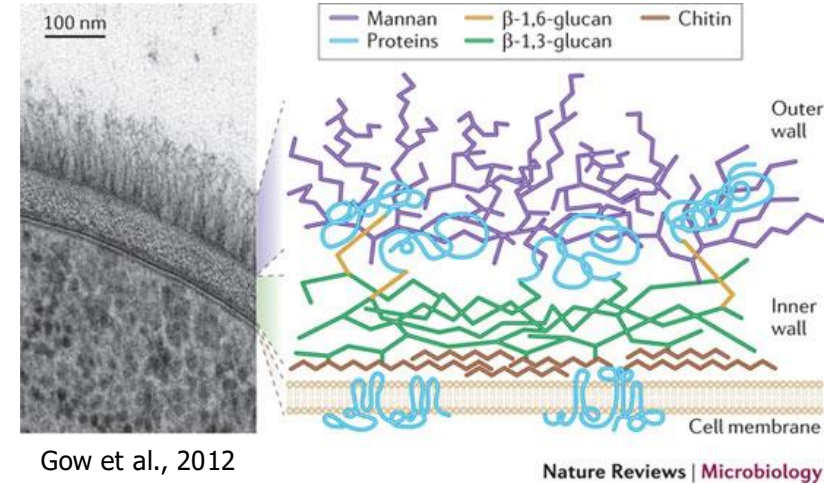 100 nm
Mannan β-1,6-glucan Chitin
Proteins β-1,3-glucan
Outer
wall
Inner
wall
Cell membrane
Gow et al., 2012
Nature Reviews | Microbiology